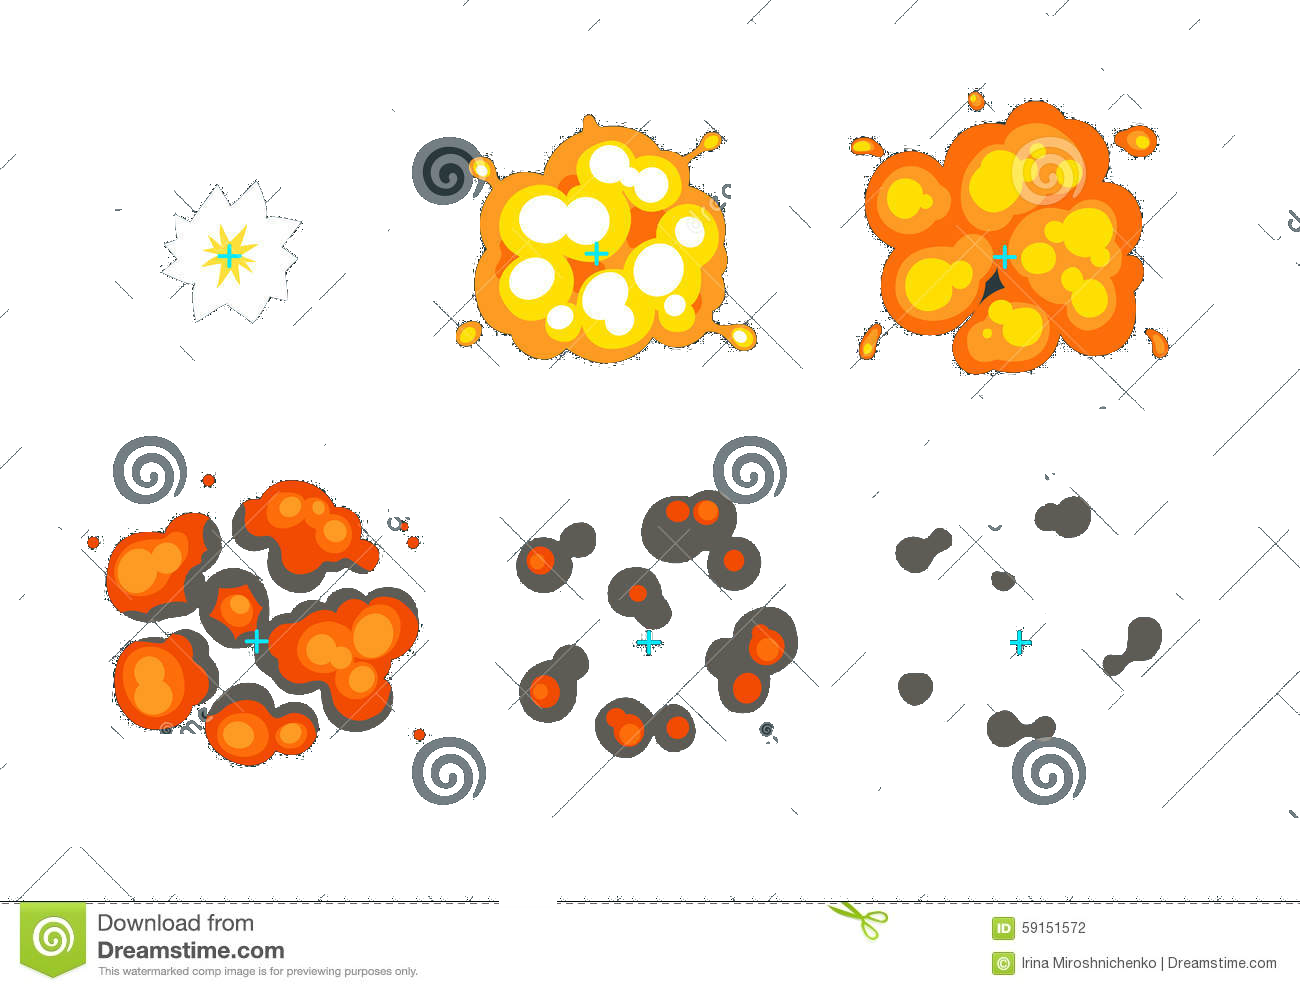 Download from
Dreamstime.com
This watermarked comp image is for previewing purposes only.
ID 59151572
© Irina Miroshnichenko | Dreamstime.com